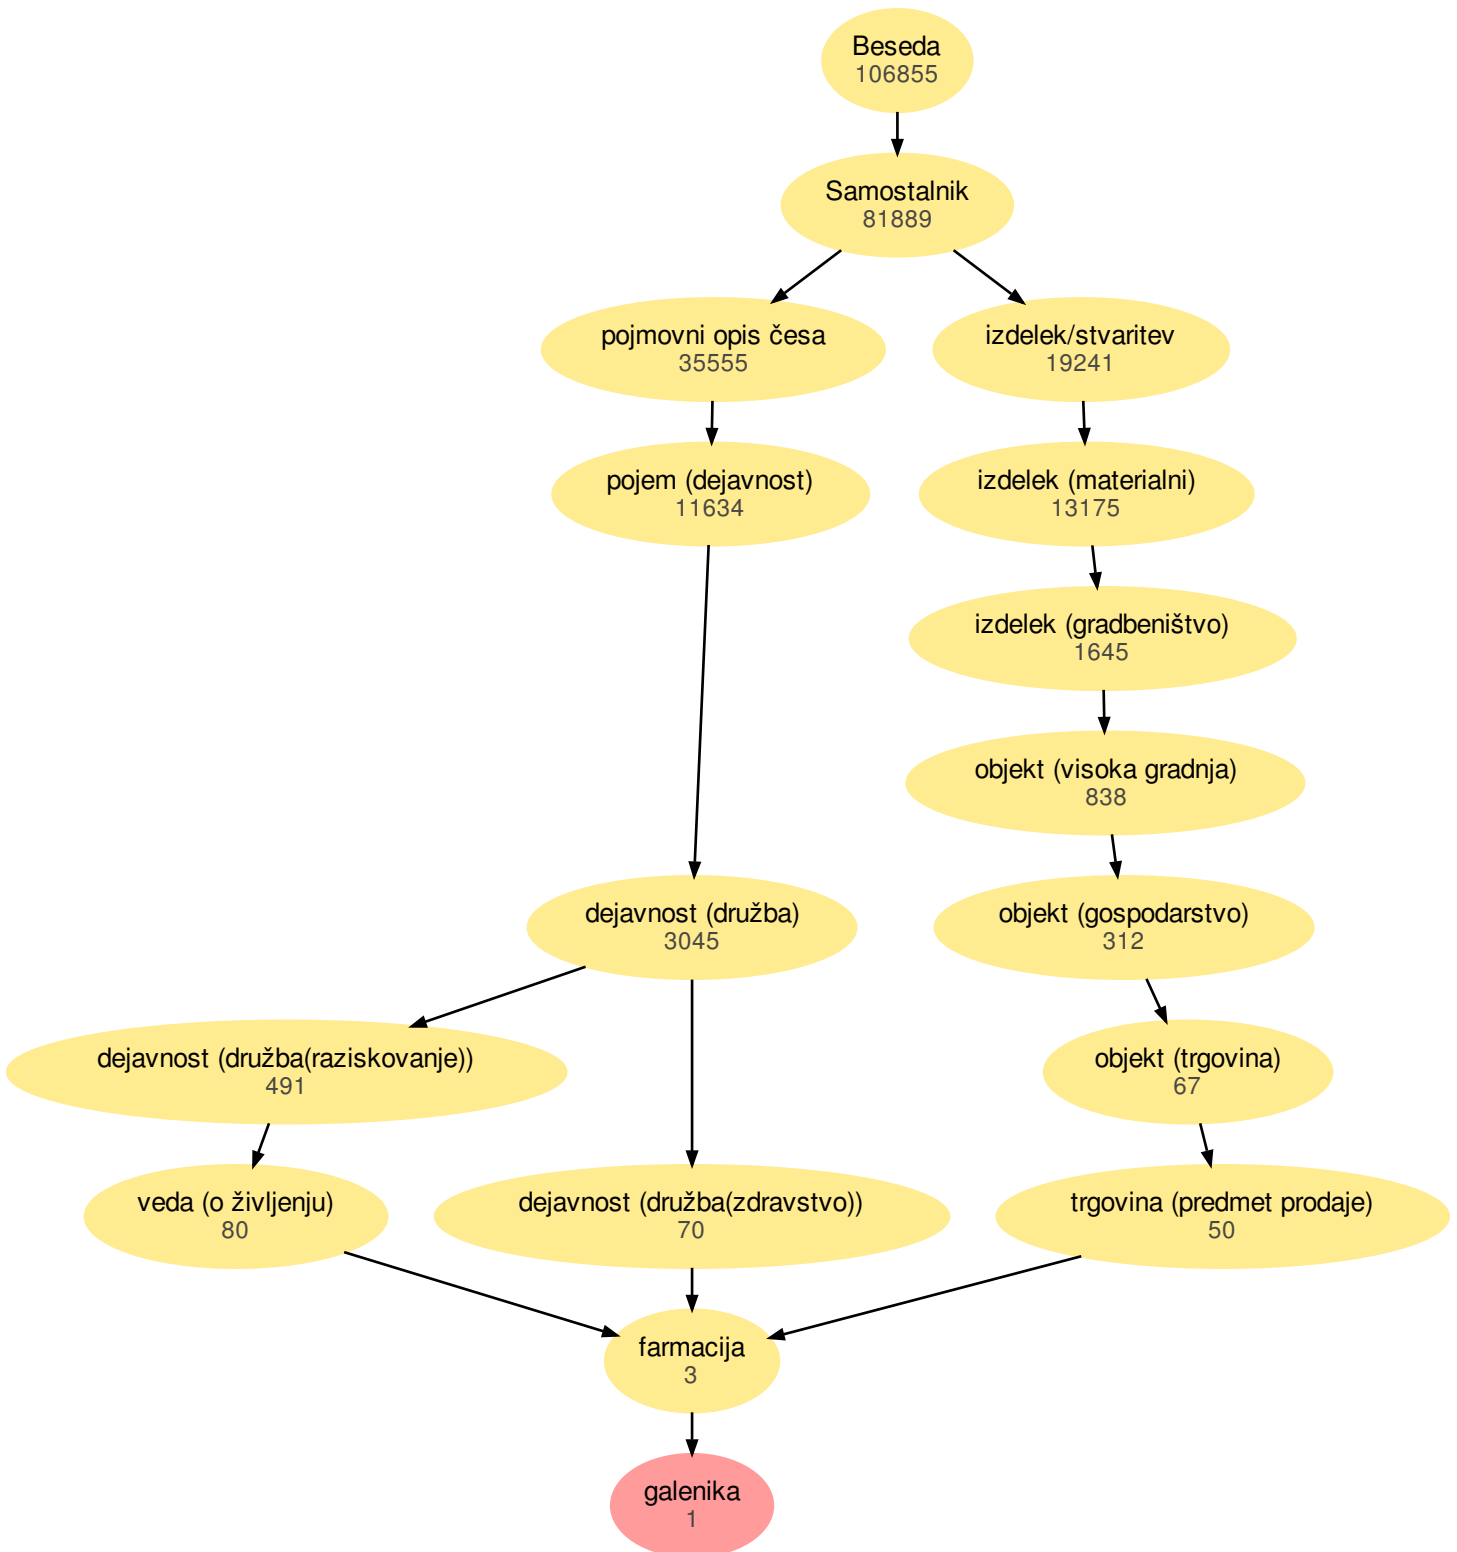 Beseda
106855
Samostalnik
81889
pojmovni opis česa
35555
izdelek/stvaritev
19241
pojem (dejavnost)
11634
izdelek (materialni)
13175
izdelek (gradbeništvo)
1645
objekt (visoka gradnja)
838
dejavnost (družba)
3045
objekt (gospodarstvo)
312
dejavnost (družba(raziskovanje))
491
objekt (trgovina)
67
veda (o življenju)
80
dejavnost (družba(zdravstvo))
70
trgovina (predmet prodaje)
50
farmacija
3
galenika
1